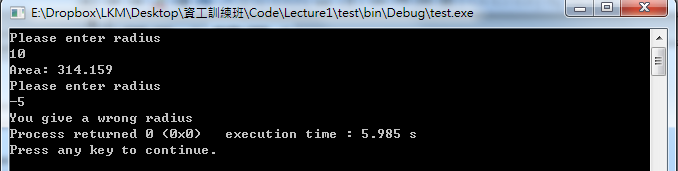 E:\Dropbox\LKM\Desktop\資工訓練班\Code\Lecture1\test\bin\Debug\test.exe
Please enter radius
10
Area: 314.159
Please enter radius
-5
You give a wrong radius
Process returned 0 (0x0)   execution time : 5.985 s
Press any key to continue.